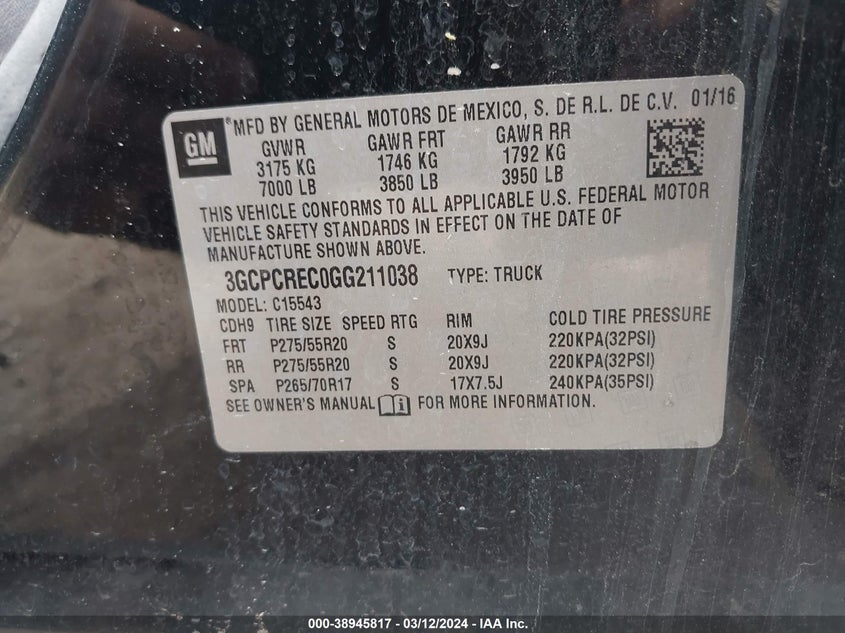 GM ®MFD BY GENERAL MOTORS DE MEXICO, S. DE R.L. DE C.V. 01/16
GVWR GAWR FRT GAWR RR
3175 KG 1746 KG 1792 KG
7000 LB 3850 LB 3950 LB
THIS VEHICLE CONFORMS TO ALL APPLICABLE U.S. FEDERAL MOTOR
VEHICLE SAFETY STANDARDS IN EFFECT ON THE DATE OF
MANUFACTURE SHOWN ABOVE.
3GCPCREC0GG211038 TYPE: TRUCK
MODEL: C15543
CDH9 TIRE SIZE SPEED RTG RIM COLD TIRE PRESSURE
FRT P275/55R20 S 20X9J 220KPA(32PSI)
RR P275/55R20 S 20X9J 220KPA(32PSI)
SPA P265/70R17 S 17X7.5J 240KPA(35PSI)
SEE OWNER'S MANUAL i FOR MORE INFORMATION.
000-38945817 - 03/12/2024 - IAA Inc.